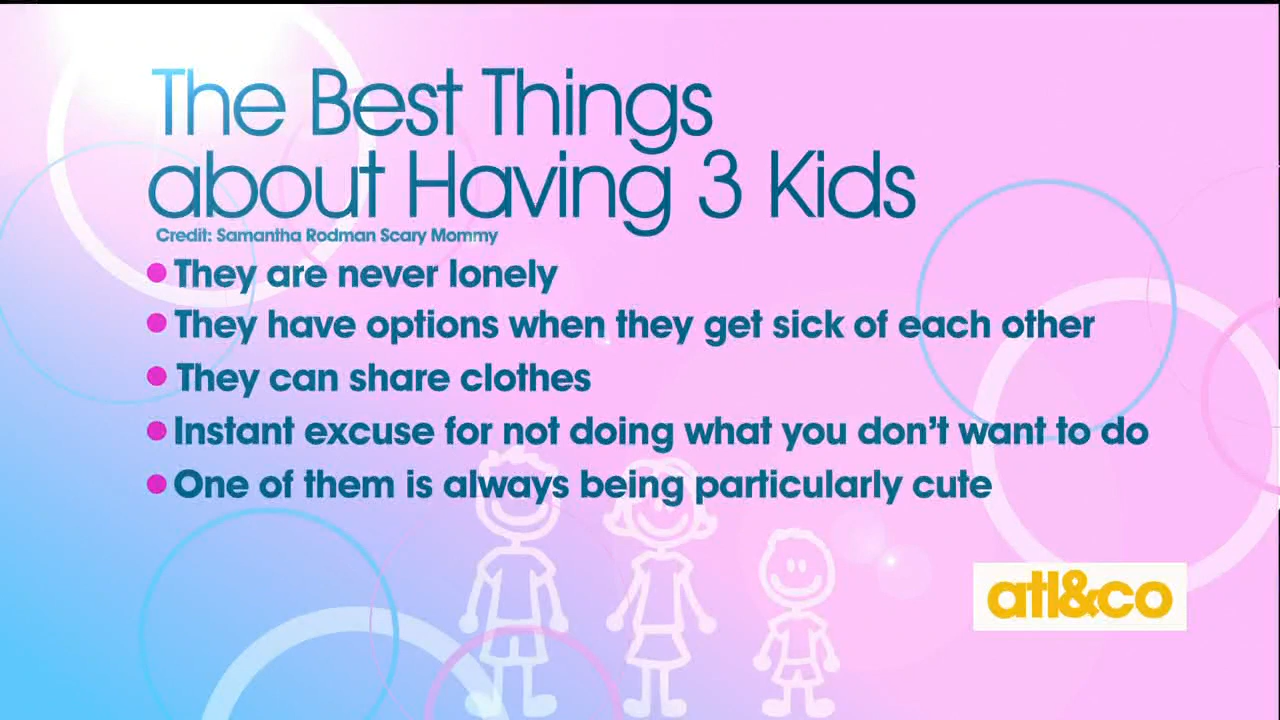 The Best Things
about Having 3 Kids
Credit: Samantha Rodman Scary Mommy
• They are never lonely
• They have options when they get sick of each other
• They can share clothes
• Instant excuse for not doing what you don't want to do
• One of them is always being particularly cute
atl&co